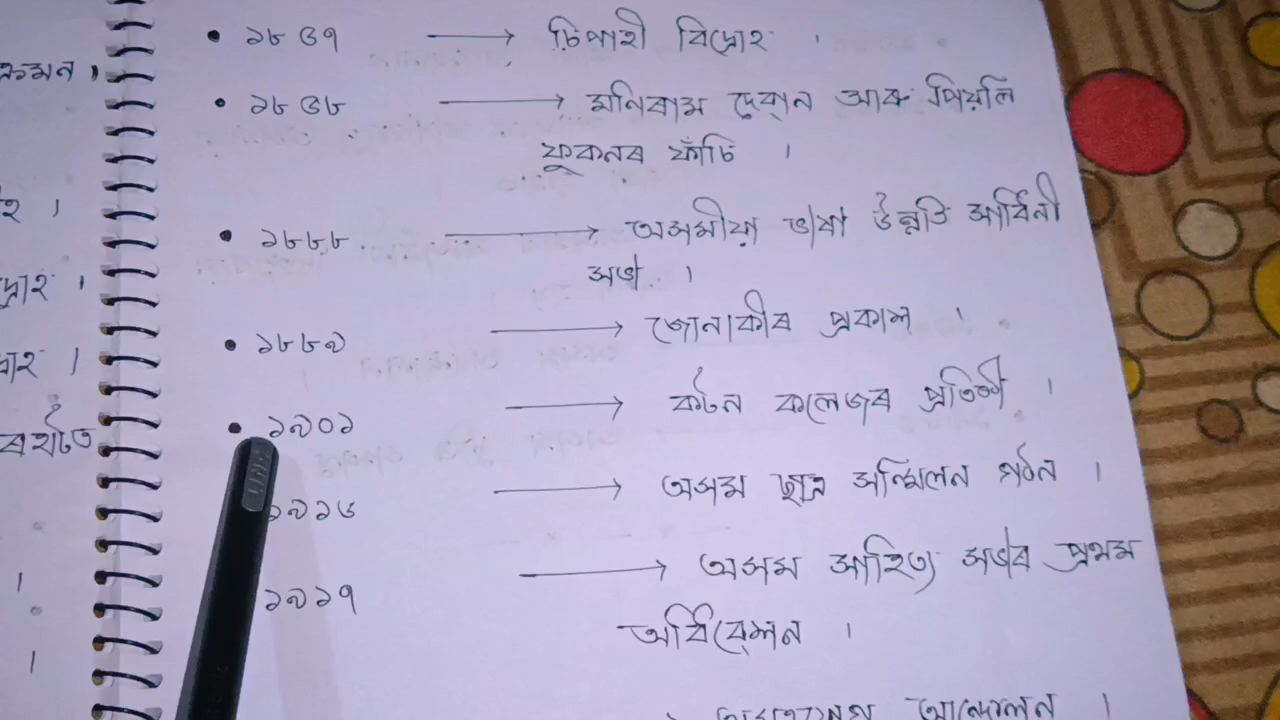 ক্ৰমন ।
• ১৮৫৭ → চিপাহী বিদ্ৰোহ ।
• ১৮৫৮ → মনিৰাম দেৱান আৰু পিয়লি
ফুকনৰ ফাঁচি ।
হ ।
• ১৮৮৮ → অসমীয়া ভাষা উন্নতি সাধিনী
সভা ।
দ্ৰোহ ।
• ১৮৮৯ → জোনাকীৰ প্ৰকাশ ।
োহ ।
• ১৯০১ → কটন কলেজৰ প্ৰতিষ্ঠা ।
১৯১৬ → অসম ছাত্ৰ সন্মিলন গঠন ।
১৯১৭ → অসম সাহিত্য সভাৰ প্ৰথম
অধিৱেশন ।
আন্দোলন ।